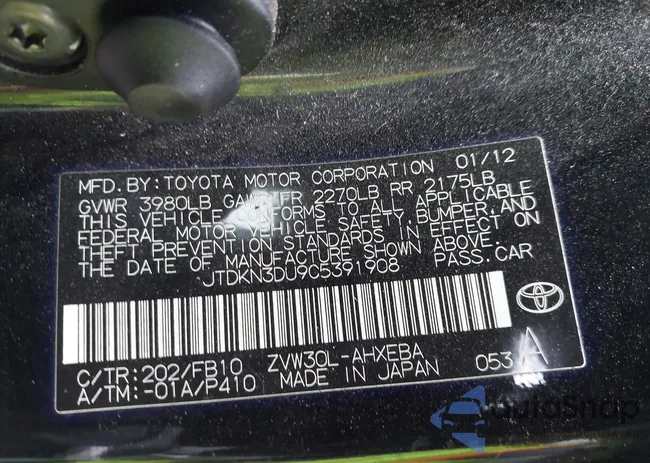 MFD. BY: TOYOTA MOTOR CORPORATION 01/12
GVWR 3980LB GAWR FR 2270LB RR 2175LB
THIS VEHICLE CONFORMS TO ALL APPLICABLE
FEDERAL MOTOR VEHICLE SAFETY, BUMPER, AND
THEFT PREVENTION STANDARDS IN EFFECT ON
THE DATE OF MANUFACTURE SHOWN ABOVE.
JTDKN3DU9C5391908 PASS. CAR
C/TR: 202/FB10 ZVW30L-AHXEBA
A/TM: -01A/P410 MADE IN JAPAN 053 A
AutoSnap